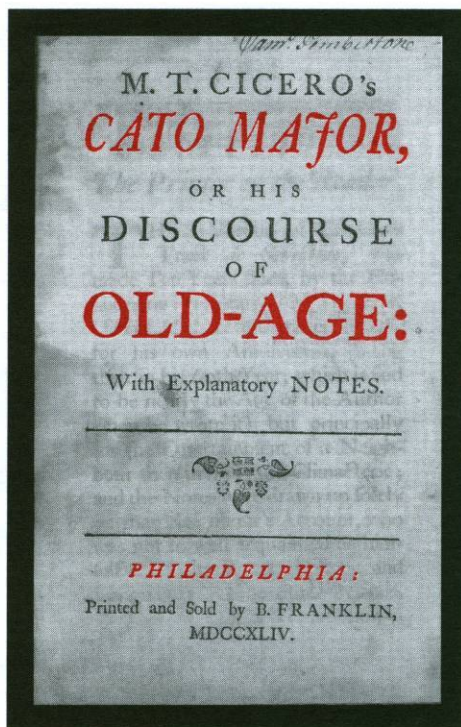 M. T. CICERO's
CATO MAJOR,
OR HIS
DISCOURSE
OF
OLD-AGE:
With Explanatory NOTES.
PHILADELPHIA:
Printed and Sold by B. FRANKLIN,
MDCCXLIV.